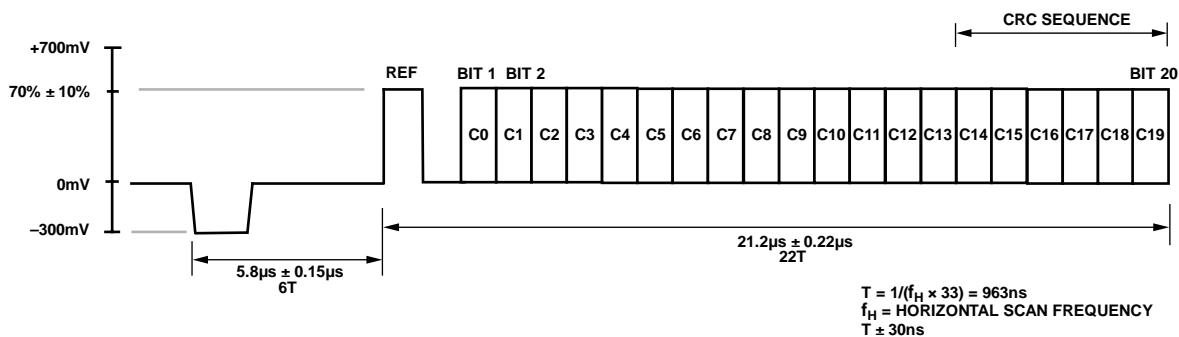 CRC SEQUENCE
+700mV
REF
BIT 1 BIT 2
BIT 20
70% ± 10%
C0 C1 C2 C3 C4 C5 C6 C7 C8 C9 C10 C11 C12 C13 C14 C15 C16 C17 C18 C19
0mV
–300mV
21.2µs ± 0.22µs
22T
5.8µs ± 0.15µs
6T
T = 1/(fH × 33) = 963ns
fH = HORIZONTAL SCAN FREQUENCY
T ± 30ns